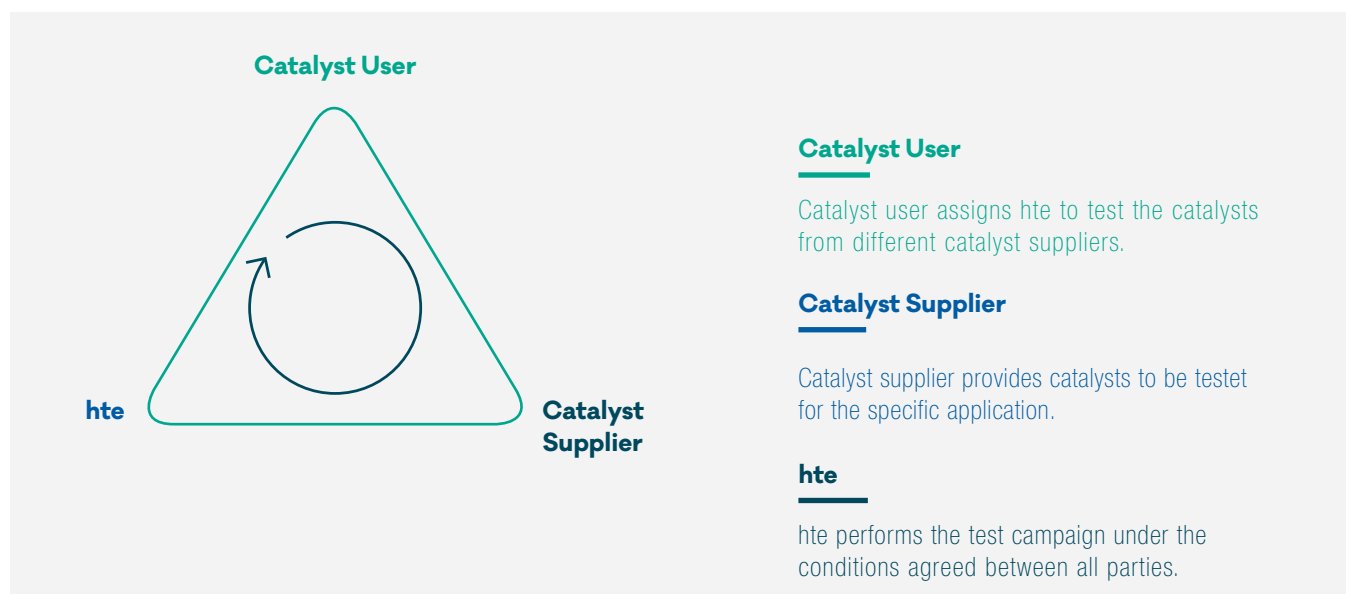 Catalyst User
hte
Catalyst
Supplier
Catalyst User
Catalyst user assigns hte to test the catalysts
from different catalyst suppliers.
Catalyst Supplier
Catalyst supplier provides catalysts to be testet
for the specific application.
hte
hte performs the test campaign under the
conditions agreed between all parties.